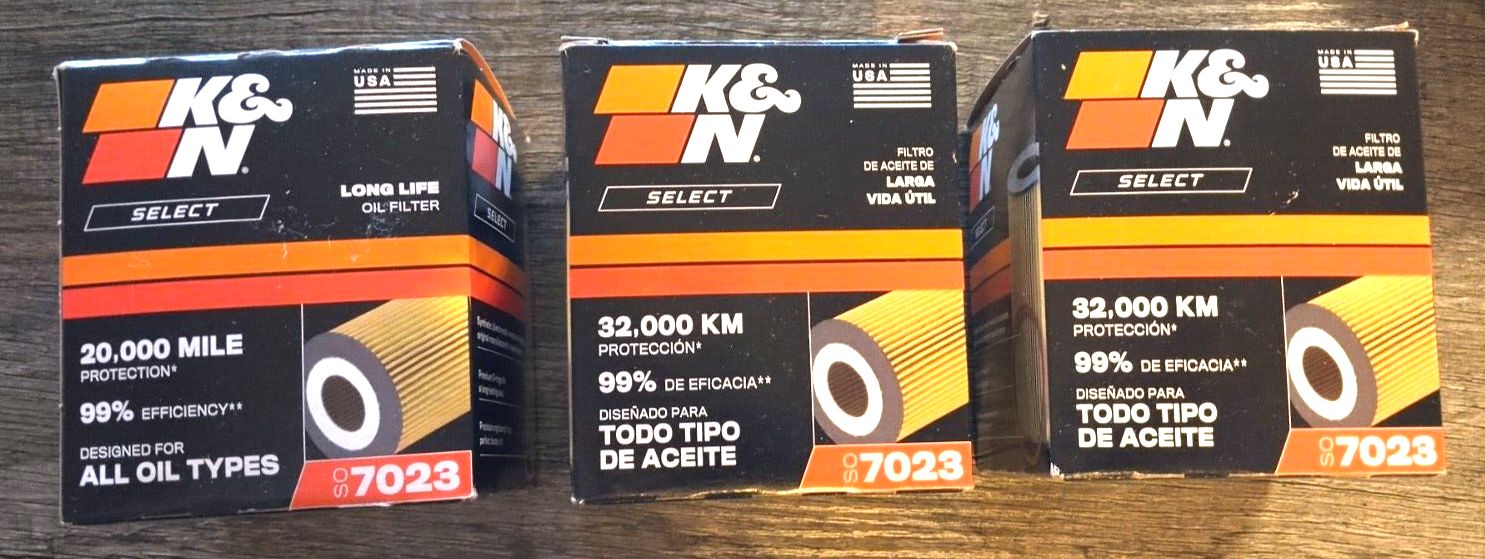 K&
N.
MADE IN
USA
SELECT
LONG LIFE
OIL FILTER
20,000 MILE
PROTECTION*
99% EFFICIENCY**
DESIGNED FOR
ALL OIL TYPES
SO 7023
K&
N
SELECT
K&
N.
MADE IN
USA
SELECT
FILTRO
DE ACEITE DE
LARGA
VIDA ÚTIL
32,000 KM
PROTECCIÓN*
99% DE EFICACIA**
DISEÑADO PARA
TODO TIPO
DE ACEITE
SO 7023
K&
N
K&
N.
MADE IN
USA
SELECT
FILTRO
DE ACEITE DE
LARGA
VIDA ÚTIL
32,000 KM
PROTECCIÓN*
99% DE EFICACIA**
DISEÑADO PARA
TODO TIPO
DE ACEITE
SO 7023